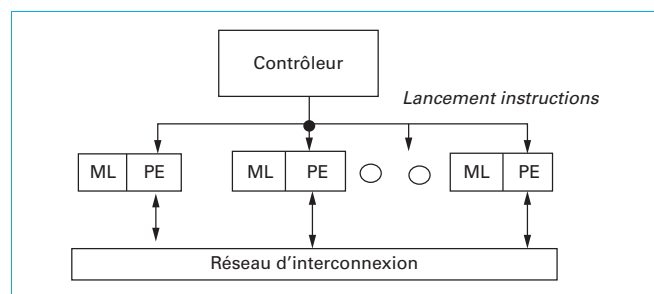 Contrôleur
Lancement instructions
ML PE ML PE ML PE
Réseau d'interconnexion